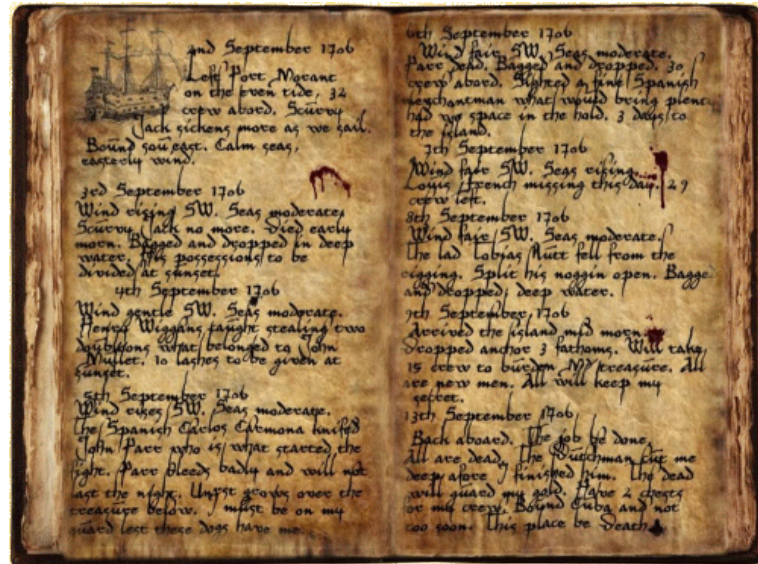 2nd September 1706
Left Port Morant
on the even tide, 32
crew abord. Scurvy
Jack sickens more as we sail.
Bound sou east. Calm seas,
easterly wind.
3rd September 1706
Wind rising SW. Seas moderate,
Scurvy Jack no more. Died early
morn. Bagged and dropped in deep
water. His possessions to be
divided at sunset.
4th September 1706
Wind gentle SW. Seas moderate.
Henry Wiggans caught stealing two
doubloons what belonged to John
Mullet. 10 lashes to be given at
sunset.
5th September 1706
Wind rises SW. Seas moderate.
The Spanish Carlos Carmona knifed
John Parr who is what started the
fight. Parr bleeds badly and will not
last the night. Unrest grows over the
treasure below. I must be on my
guard lest these dogs have me.
6th September 1706
Wind fair SW. Seas moderate.
Parr dead. Bagged and dropped. 30
crew abord. Sighted a fine Spanish
merchantman what would bring plenty
had we space in the hold. 3 days to
the island.
7th September 1706
Wind fair SW. Seas rising.
Louis French missing this day. 29
crew left.
8th September 1706
Wind fair SW. Seas moderate.
The lad Tobias Nutt fell from the
rigging. Split his noggin open. Bagged
and dropped, deep water.
9th September 1706
Arrived the island mid morn
dropped anchor 3 fathoms. Will take
15 crew to burden my treasure. All
are new men. All will keep my
secret.
13th September 1706
Back aboard. The job be done,
All are dead. The Dutchman cut me
deep afore I finished him. The dead
will guard my gold. Have 2 chests
or my crew. Bound Cuba and not
too soon. This place be Death